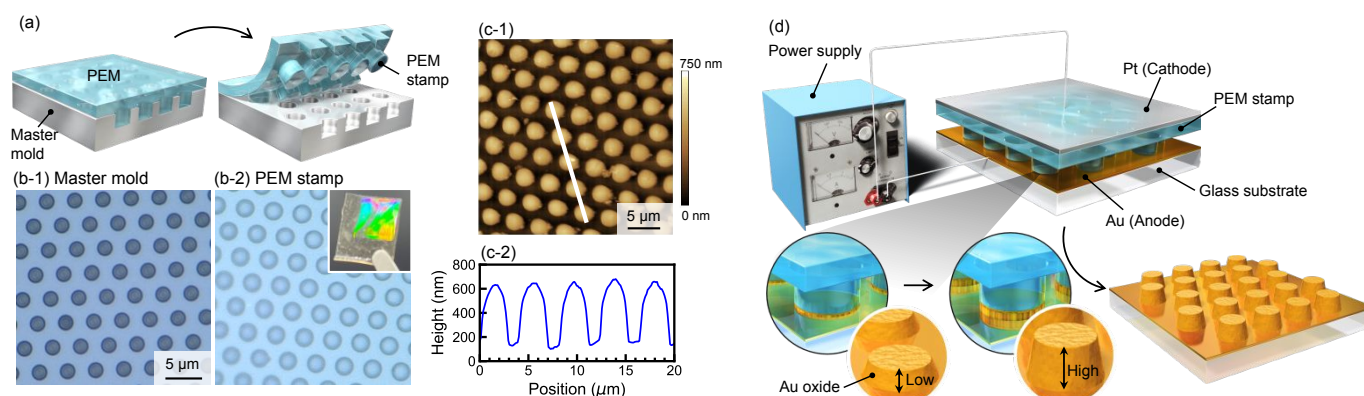 (a)
PEM
PEM
stamp
Master
mold
(b-1) Master mold
5 μm
(b-2) PEM stamp
(c-1)
750 nm
0 nm
5 μm
(c-2)
Height (nm)
800
600
400
200
0
0
5
10
15
20
Position (μm)
(d)
Power supply
Pt (Cathode)
PEM stamp
Glass substrate
Au (Anode)
Au oxide
Low
High